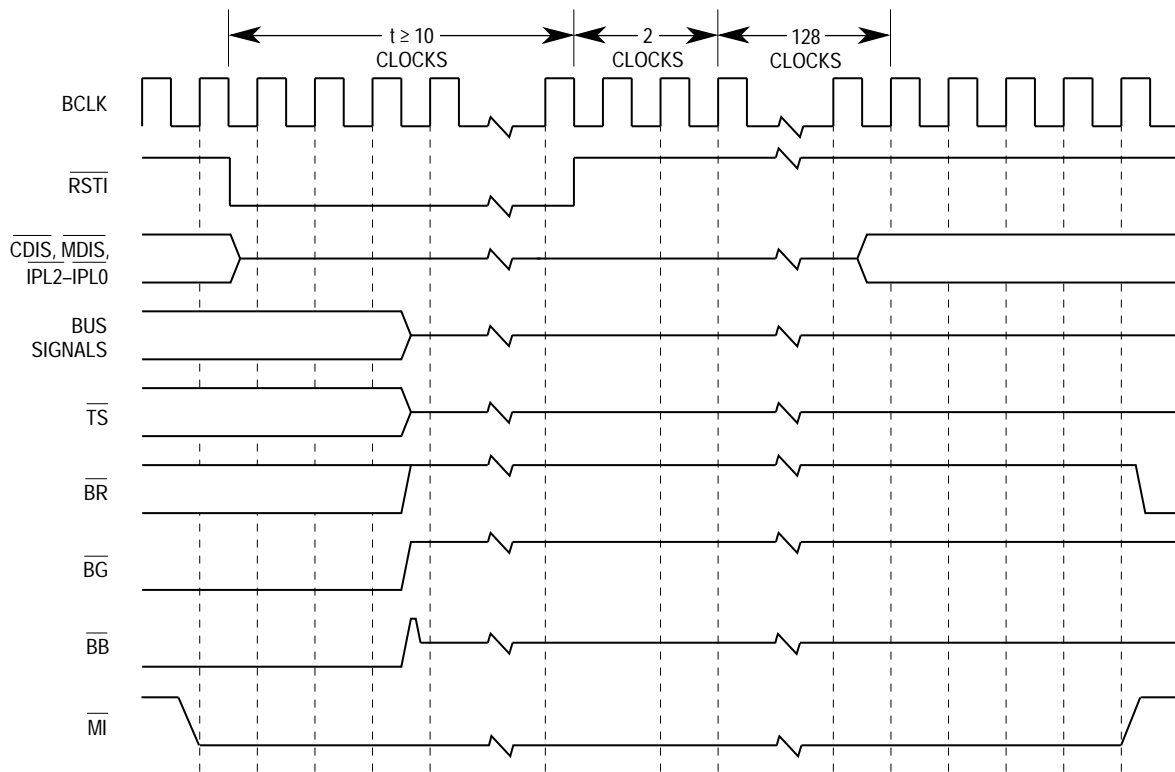 t ≥ 10
CLOCKS
2
CLOCKS
128
CLOCKS
BCLK
RSTI
CDIS, MDIS,
IPL2–IPL0
BUS
SIGNALS
TS
BR
BG
BB
MI